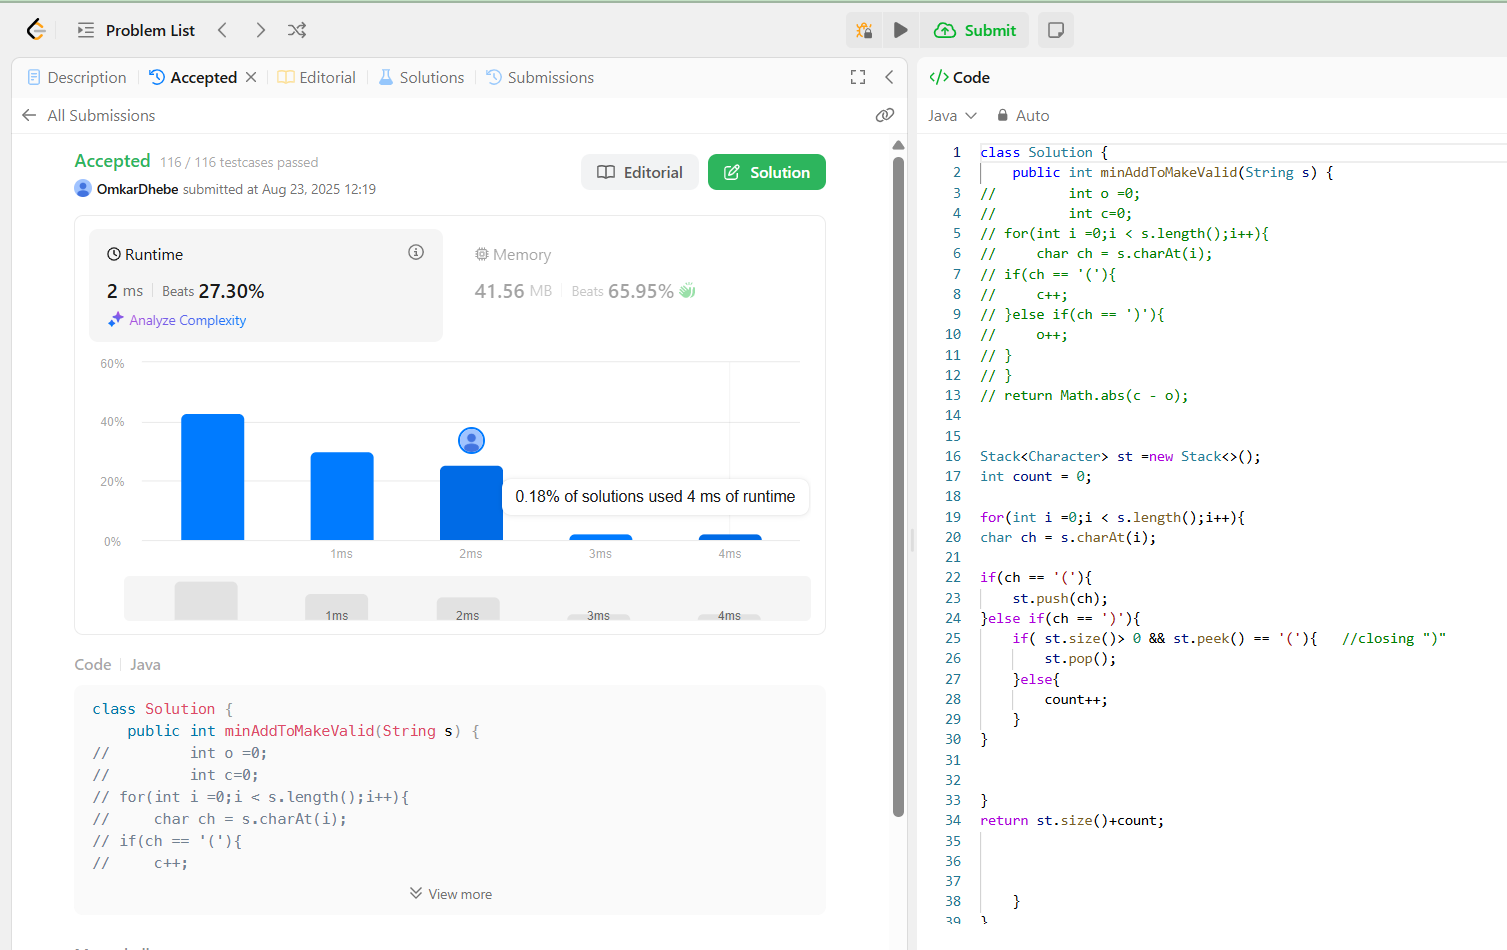 Problem List
Submit
Description
Accepted
Editorial
Solutions
Submissions
All Submissions
Accepted 116 / 116 testcases passed
OmkarDhebe submitted at Aug 23, 2025 12:19
Editorial
Solution
Runtime
2 ms Beats 27.30%
Analyze Complexity
Memory
41.56 MB Beats 65.95%
60%
40%
20%
0%
0.18% of solutions used 4 ms of runtime
1ms
2ms
3ms
4ms
1ms
2ms
3ms
4ms
Code Java
class Solution {
    public int minAddToMakeValid(String s) {
//         int o =0;
//         int c=0;
// for(int i =0;i < s.length();i++){
//     char ch = s.charAt(i);
// if(ch == '('){
//     c++;
View more
</> Code
Java
Auto
1 class Solution {
2     public int minAddToMakeValid(String s) {
3 //         int o =0;
4 //         int c=0;
5 // for(int i =0;i < s.length();i++){
6 //     char ch = s.charAt(i);
7 // if(ch == '('){
8 //     c++;
9 // }else if(ch == ')'){
10 //     o++;
11 // }
12 // }
13 // return Math.abs(c - o);
14
15
16 Stack<Character> st =new Stack<>();
17 int count = 0;
18
19 for(int i =0;i < s.length();i++){
20 char ch = s.charAt(i);
21
22 if(ch == '('){
23     st.push(ch);
24 }else if(ch == ')'){
25     if( st.size()> 0 && st.peek() == '('){   //closing ")"
26         st.pop();
27     }else{
28         count++;
29     }
30 }
31
32
33 }
34 return st.size()+count;
35
36
37
38     }
39 }